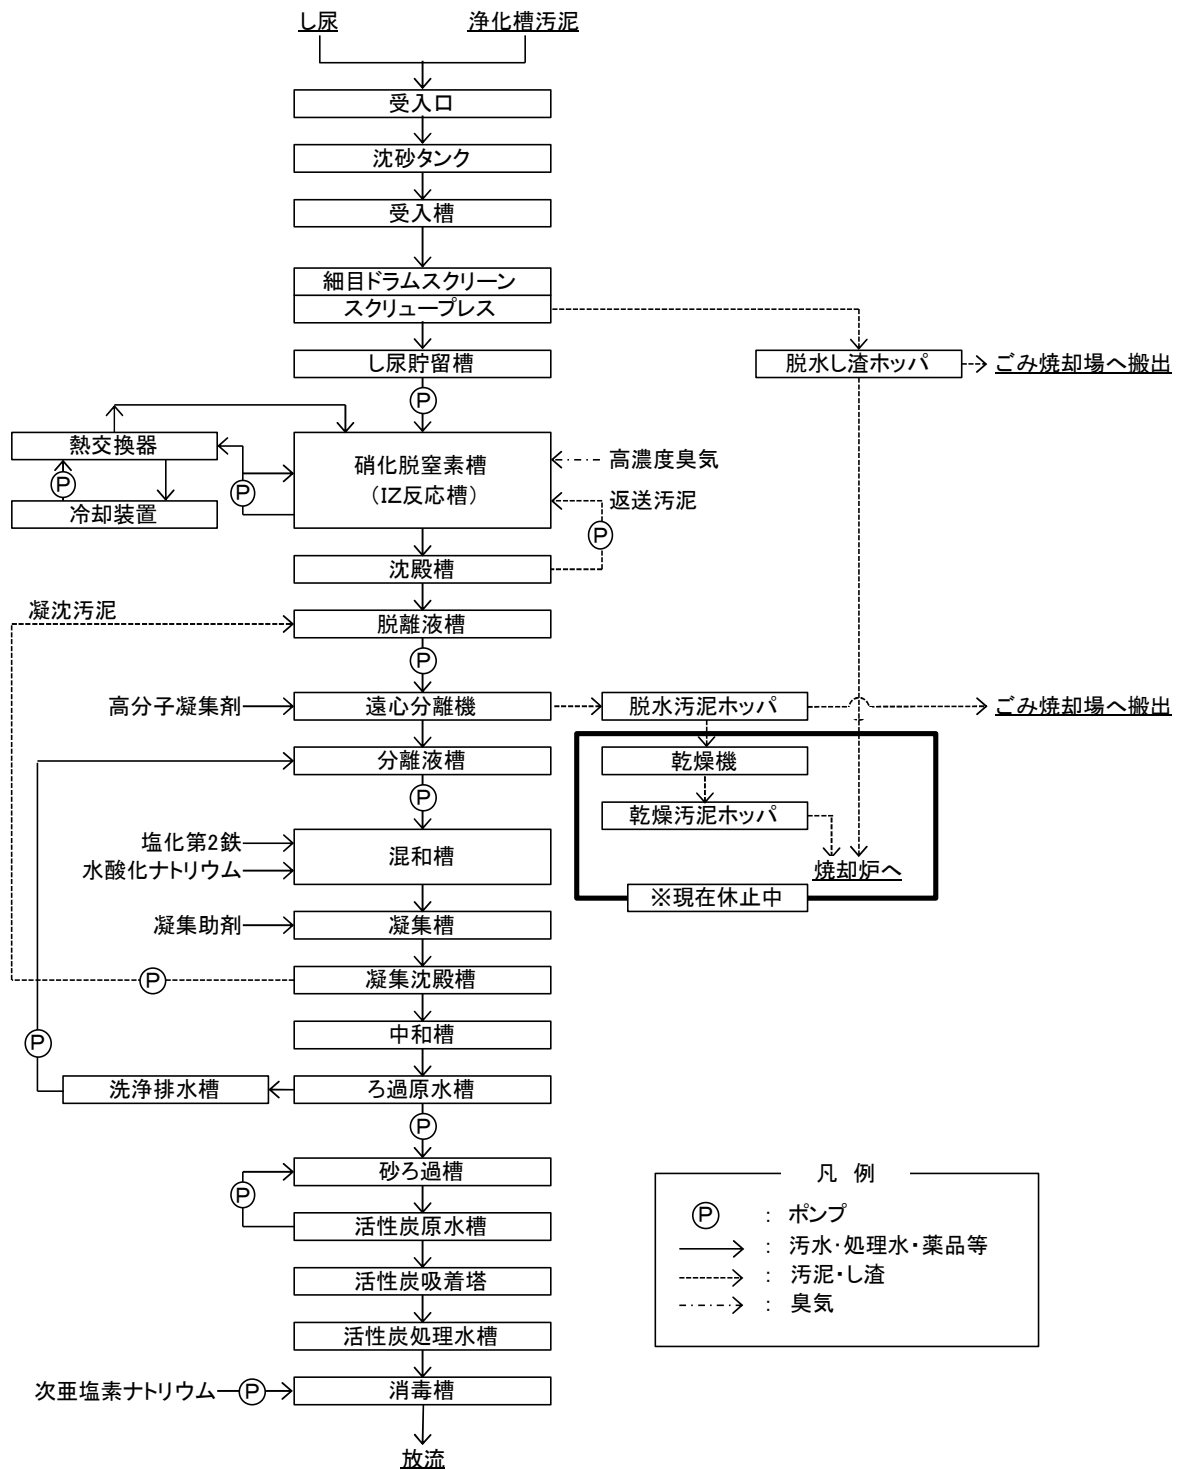 し尿
浄化槽汚泥
受入口
沈砂タンク
受入槽
細目ドラムスクリーン
スクリュープレス
し尿貯留槽
脱水し渣ホッパ
ごみ焼却場へ搬出
P
熱交換器
硝化脱窒素槽
(IZ反応槽)
高濃度臭気
P
P
冷却装置
返送汚泥
P
沈殿槽
凝沈汚泥
脱離液槽
P
高分子凝集剤
遠心分離機
脱水汚泥ホッパ
ごみ焼却場へ搬出
分離液槽
乾燥機
P
乾燥汚泥ホッパ
塩化第2鉄
水酸化ナトリウム
混和槽
焼却炉へ
※現在休止中
凝集助剤
凝集槽
P
凝集沈殿槽
中和槽
P
洗浄排水槽
ろ過原水槽
P
砂ろ過槽
P
活性炭原水槽
活性炭吸着塔
活性炭処理水槽
次亜塩素ナトリウム
P
消毒槽
放流
凡 例
P : ポンプ
: 汚水・処理水・薬品等
: 汚泥・し渣
: 臭気